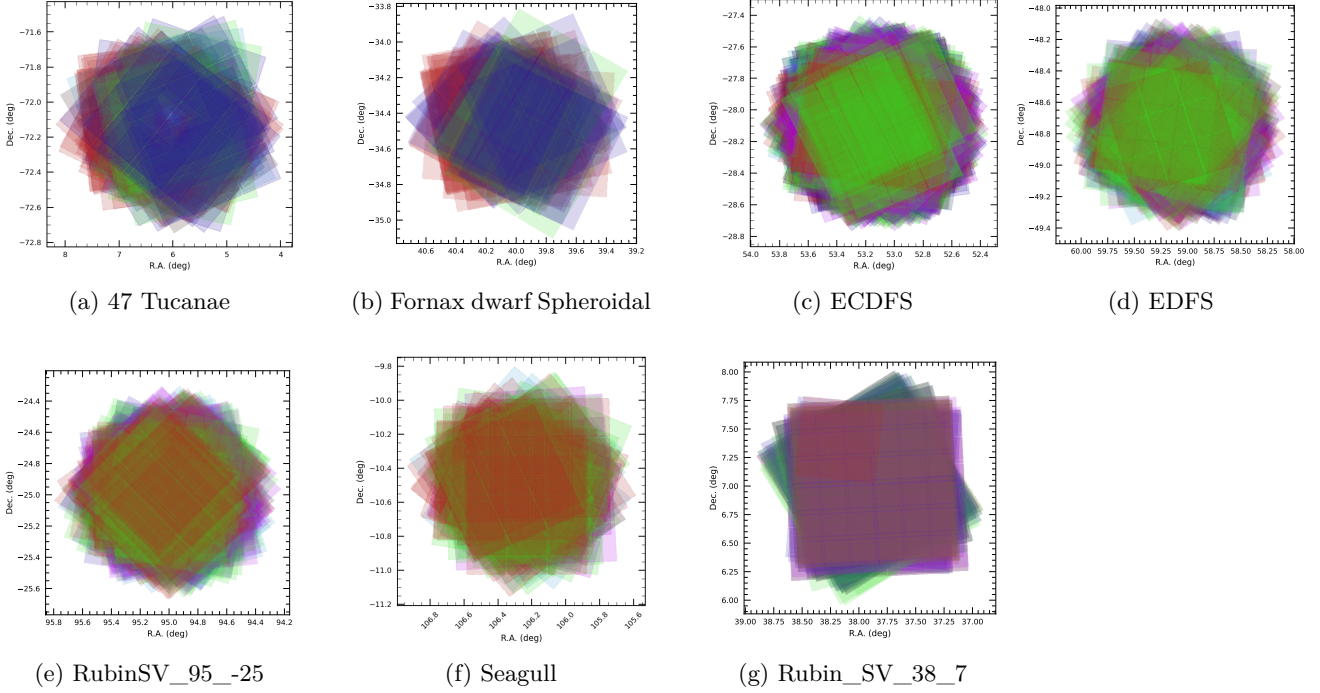 −71.6
−71.8
−72.0
−72.2
−72.4
−72.6
−72.8
Dec. (deg)
8 7 6 5 4
R.A. (deg)
(a) 47 Tucanae
−33.8
−34.0
−34.2
−34.4
−34.6
−34.8
−35.0
Dec. (deg)
40.6 40.4 40.2 40.0 39.8 39.6 39.4 39.2
R.A. (deg)
(b) Fornax dwarf Spheroidal
−27.4
−27.6
−27.8
−28.0
−28.2
−28.4
−28.6
−28.8
Dec. (deg)
54.0 53.8 53.6 53.4 53.2 53.0 52.8 52.6 52.4
R.A. (deg)
(c) ECDFS
−48.0
−48.2
−48.4
−48.6
−48.8
−49.0
−49.2
−49.4
Dec. (deg)
60.00 59.75 59.50 59.25 59.00 58.75 58.50 58.25 58.00
R.A. (deg)
(d) EDFS
−24.4
−24.6
−24.8
−25.0
−25.2
−25.4
−25.6
Dec. (deg)
95.8 95.6 95.4 95.2 95.0 94.8 94.6 94.4 94.2
R.A. (deg)
(e) RubinSV_95_-25
−9.8
−10.0
−10.2
−10.4
−10.6
−10.8
−11.0
−11.2
Dec. (deg)
106.8 106.6 106.4 106.2 106.0 105.8 105.6
R.A. (deg)
(f) Seagull
8.00
7.75
7.50
7.25
7.00
6.75
6.50
6.25
6.00
Dec. (deg)
39.00 38.75 38.50 38.25 38.00 37.75 37.50 37.25 37.00
R.A. (deg)
(g) Rubin_SV_38_7